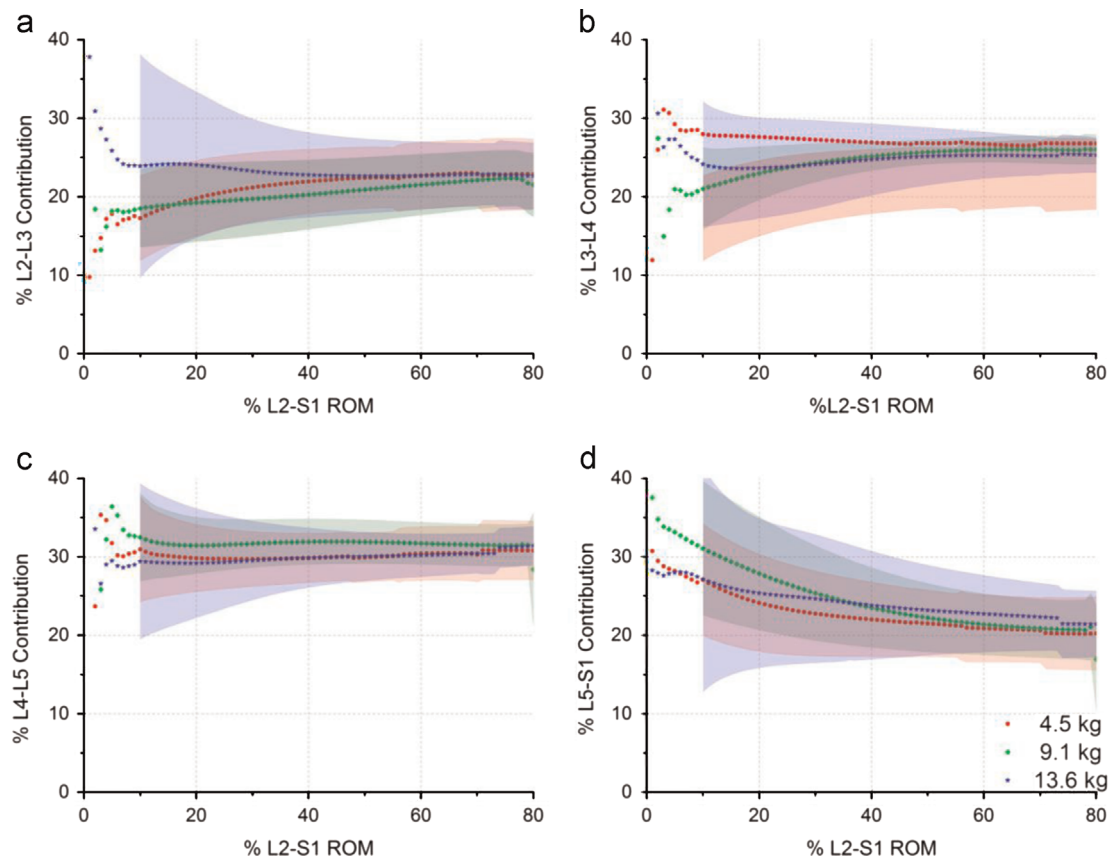 a
40
30
20
10
0
% L2-L3 Contribution
0 20 40 60 80
% L2-S1 ROM
b
40
30
20
10
0
% L3-L4 Contribution
0 20 40 60 80
%L2-S1 ROM
c
40
30
20
10
0
% L4-L5 Contribution
0 20 40 60 80
% L2-S1 ROM
d
40
30
20
10
0
% L5-S1 Contribution
4.5 kg
9.1 kg
13.6 kg
0 20 40 60 80
% L2-S1 ROM